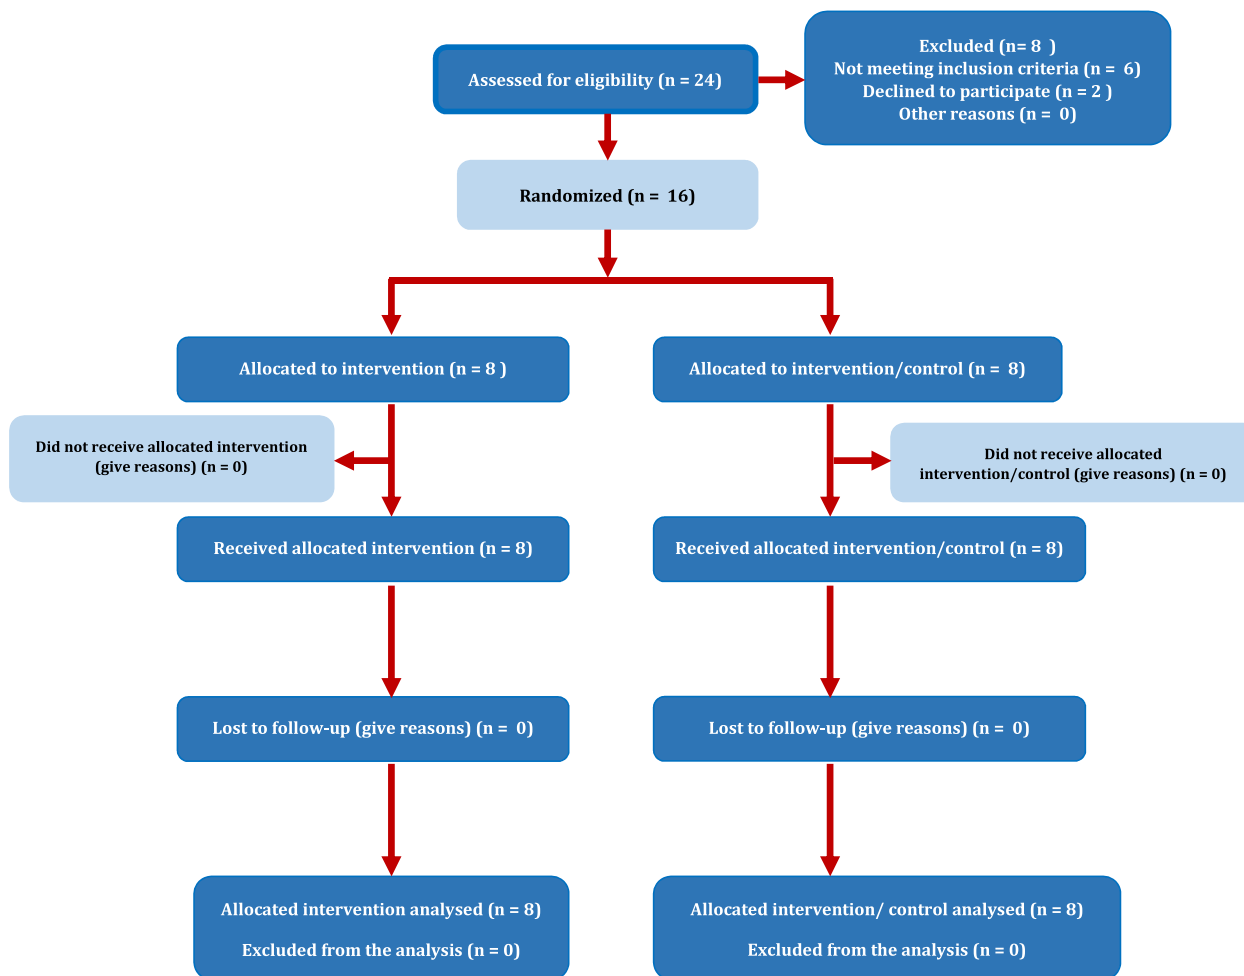 Assessed for eligibility (n = 24)
Excluded (n= 8 )
Not meeting inclusion criteria (n =  6)
Declined to participate (n = 2 )
Other reasons (n =  0)
Randomized (n =  16)
Allocated to intervention (n = 8 )
Allocated to intervention/control (n =  8)
Did not receive allocated intervention
(give reasons) (n = 0)
Did not receive allocated
intervention/control (give reasons) (n = 0)
Received allocated intervention (n = 8)
Received allocated intervention/control (n = 8)
Lost to follow-up (give reasons) (n =  0)
Lost to follow-up (give reasons) (n =  0)
Allocated intervention analysed (n = 8)
Excluded from the analysis (n = 0)
Allocated intervention/ control analysed (n = 8)
Excluded from the analysis (n = 0)